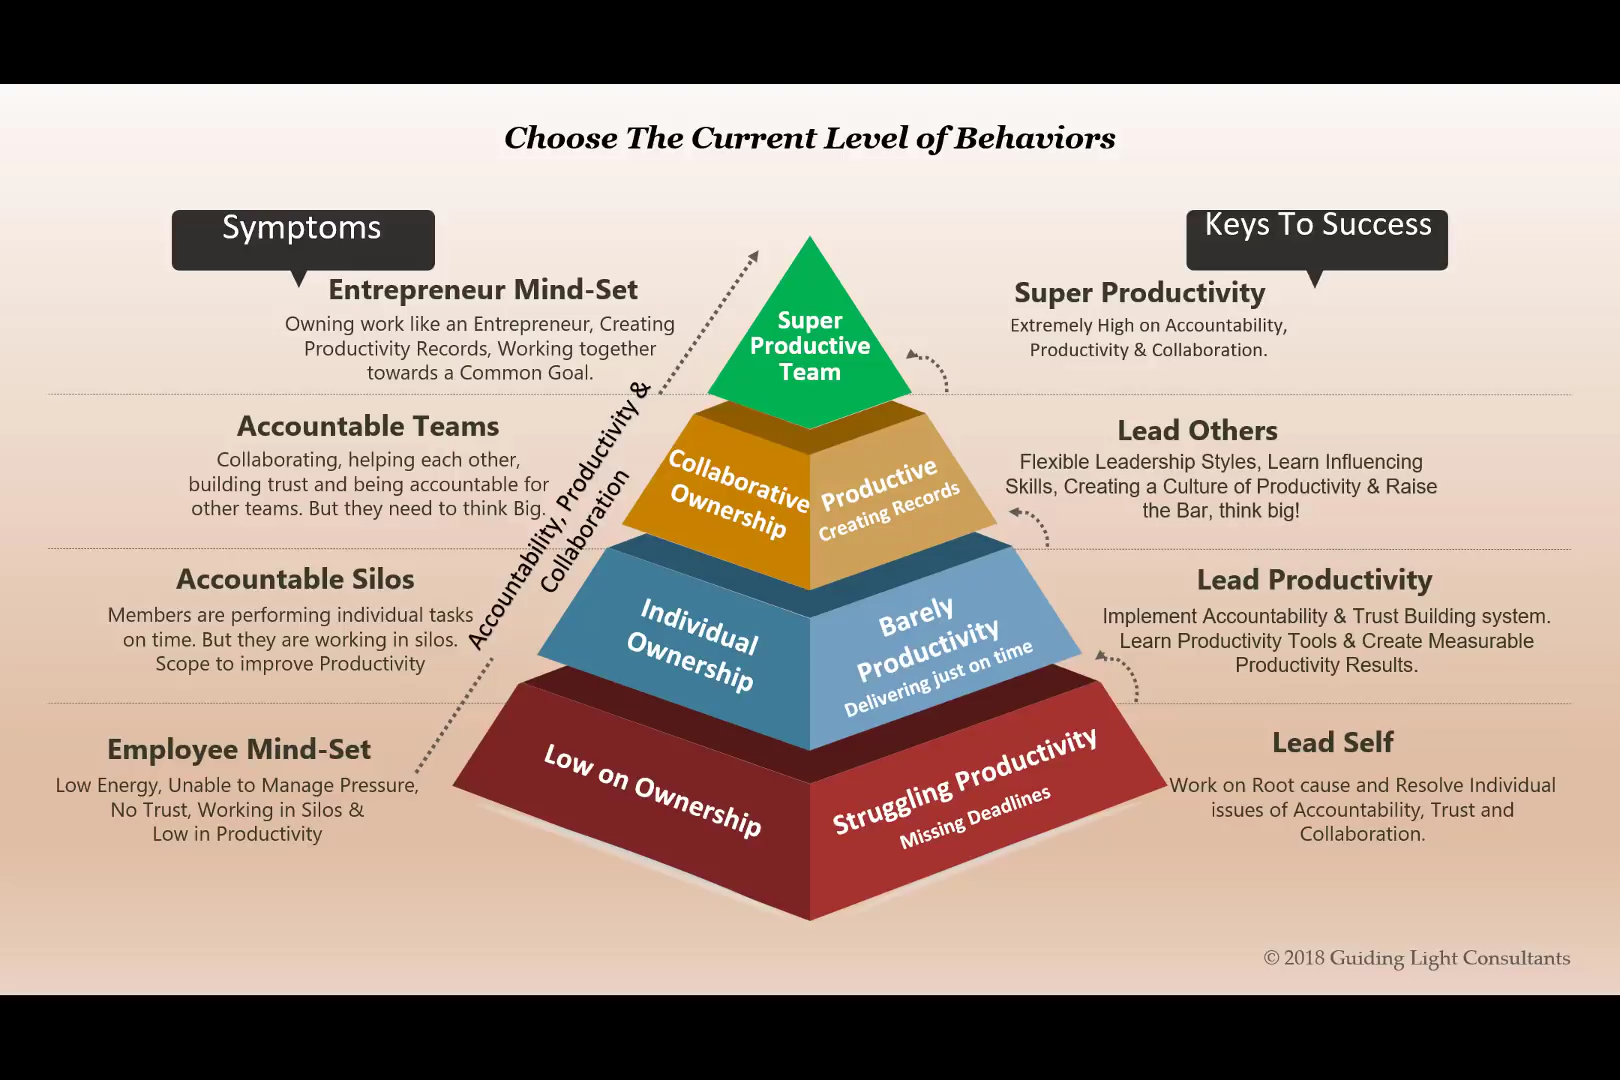 Choose The Current Level of Behaviors
Symptoms
Keys To Success
Entrepreneur Mind-Set
Owning work like an Entrepreneur, Creating
Productivity Records, Working together
towards a Common Goal.
Super
Productive
Team
Super Productivity
Extremely High on Accountability,
Productivity & Collaboration.
Accountability, Productivity &
Collaboration
Accountable Teams
Collaborating, helping each other,
building trust and being accountable for
other teams. But they need to think Big.
Collaborative
Ownership
Productive
Creating Records
Lead Others
Flexible Leadership Styles, Learn Influencing
Skills, Creating a Culture of Productivity & Raise
the Bar, think big!
Accountable Silos
Members are performing individual tasks
on time. But they are working in silos.
Scope to improve Productivity
Individual
Ownership
Barely
Productivity
Delivering just on time
Lead Productivity
Implement Accountability & Trust Building system.
Learn Productivity Tools & Create Measurable
Productivity Results.
Employee Mind-Set
Low Energy, Unable to Manage Pressure,
No Trust, Working in Silos &
Low in Productivity
Low on Ownership
Struggling Productivity
Missing Deadlines
Lead Self
Work on Root cause and Resolve Individual
issues of Accountability, Trust and
Collaboration.
© 2018 Guiding Light Consultants